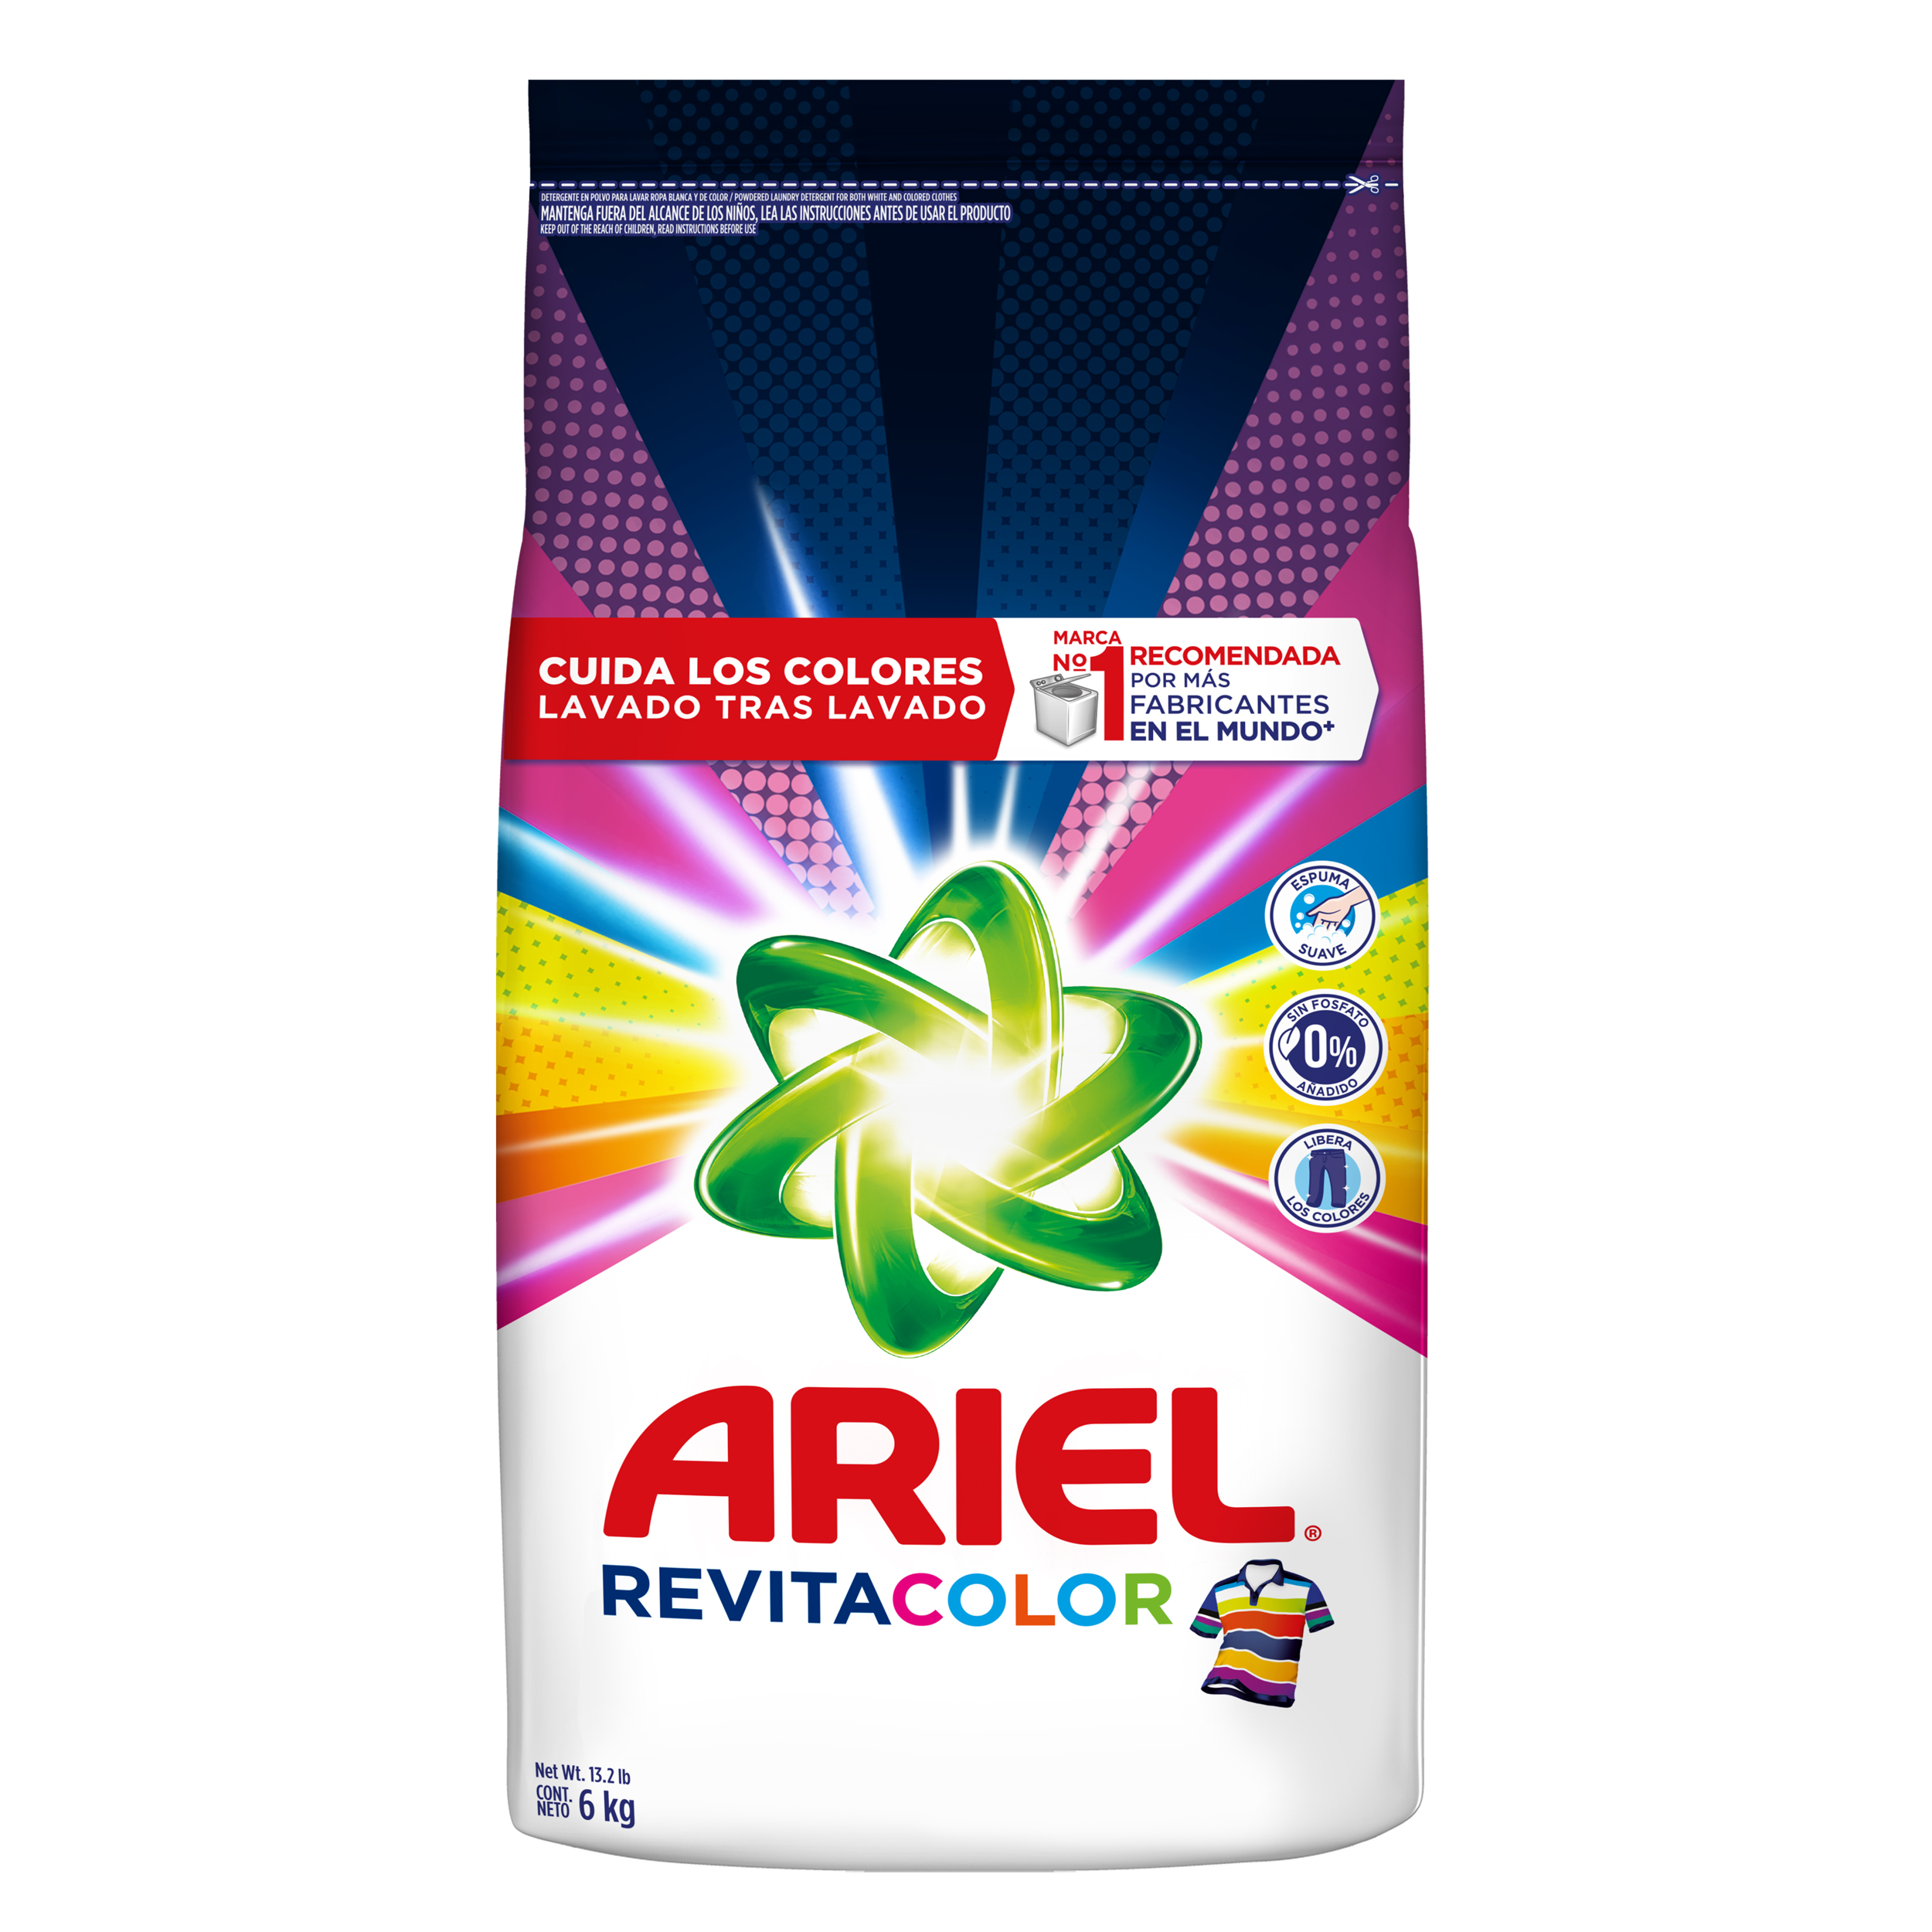 DETERGENTE EN POLVO PARA LAVAR ROPA BLANCA Y DE COLOR / POWDERED LAUNDRY DETERGENT FOR BOTH WHITE AND COLORED CLOTHES
MANTENGA FUERA DEL ALCANCE DE LOS NIÑOS, LEA LAS INSTRUCCIONES ANTES DE USAR EL PRODUCTO
KEEP OUT OF THE REACH OF CHILDREN, READ INSTRUCTIONS BEFORE USE
CUIDA LOS COLORES
LAVADO TRAS LAVADO
MARCA
Nº1
RECOMENDADA
POR MÁS
FABRICANTES
EN EL MUNDO+
ESPUMA
SUAVE
SIN FOSFATO
0%
AÑADIDO
LIBERA
LOS COLORES
ARIEL®
REVITACOLOR
Net Wt. 13.2 lb
CONT.
NETO 6 kg